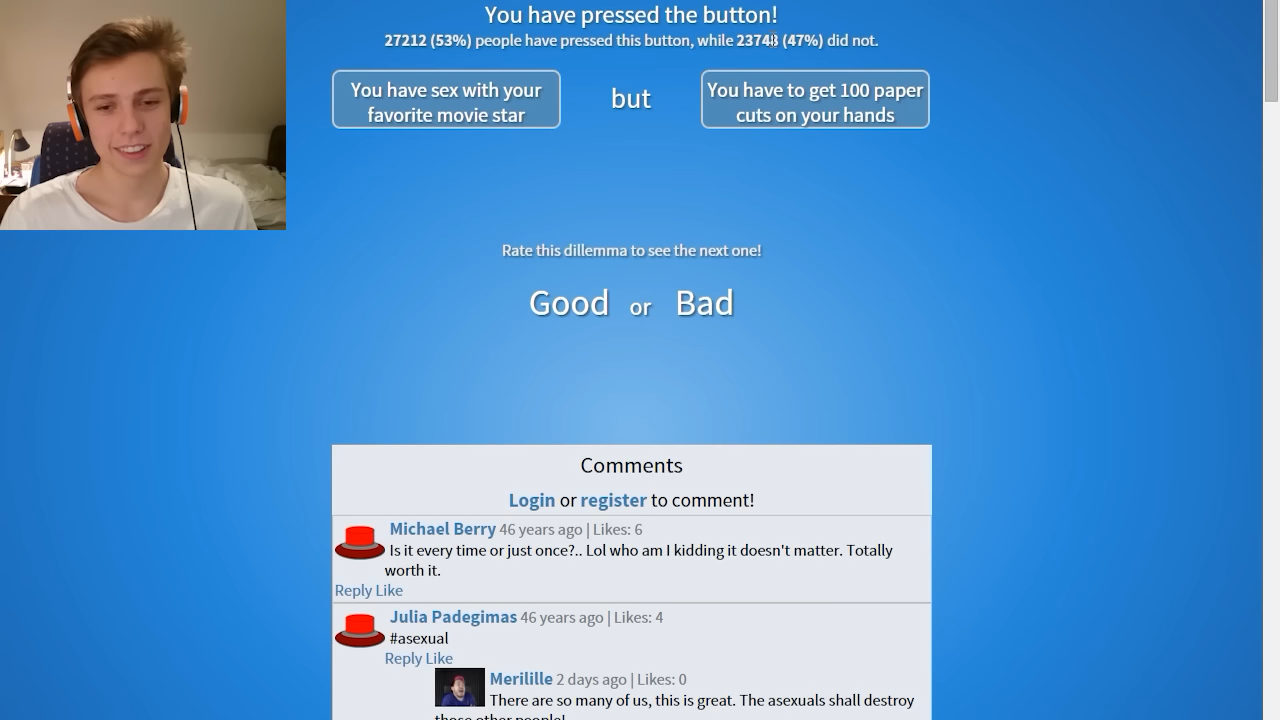 You have pressed the button!
27212 (53%) people have pressed this button, while 23748 (47%) did not.
You have sex with your
favorite movie star
but
You have to get 100 paper
cuts on your hands
Rate this dillemma to see the next one!
Good or Bad
Comments
Login or register to comment!
Michael Berry 46 years ago | Likes: 6
Is it every time or just once?.. Lol who am I kidding it doesn't matter. Totally
worth it.
Reply Like
Julia Padegimas 46 years ago | Likes: 4
#asexual
Reply Like
Merilille 2 days ago | Likes: 0
There are so many of us, this is great. The asexuals shall destroy
those other people!